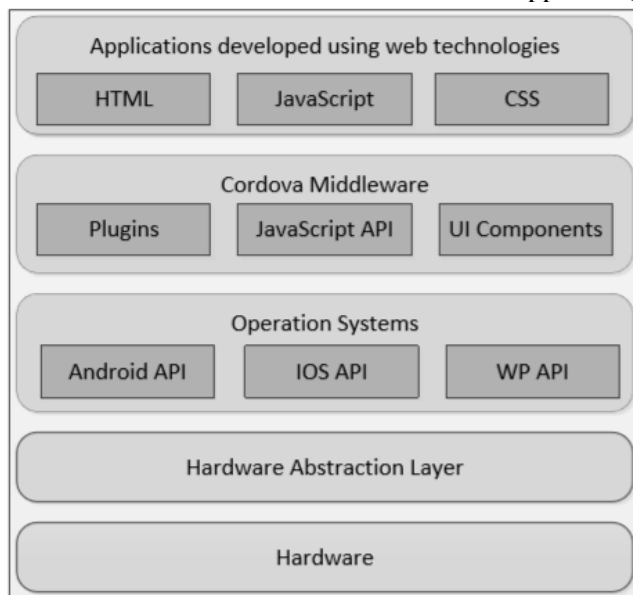 Applications developed using web technologies
HTML JavaScript CSS
Cordova Middleware
Plugins JavaScript API UI Components
Operation Systems
Android API IOS API WP API
Hardware Abstraction Layer
Hardware